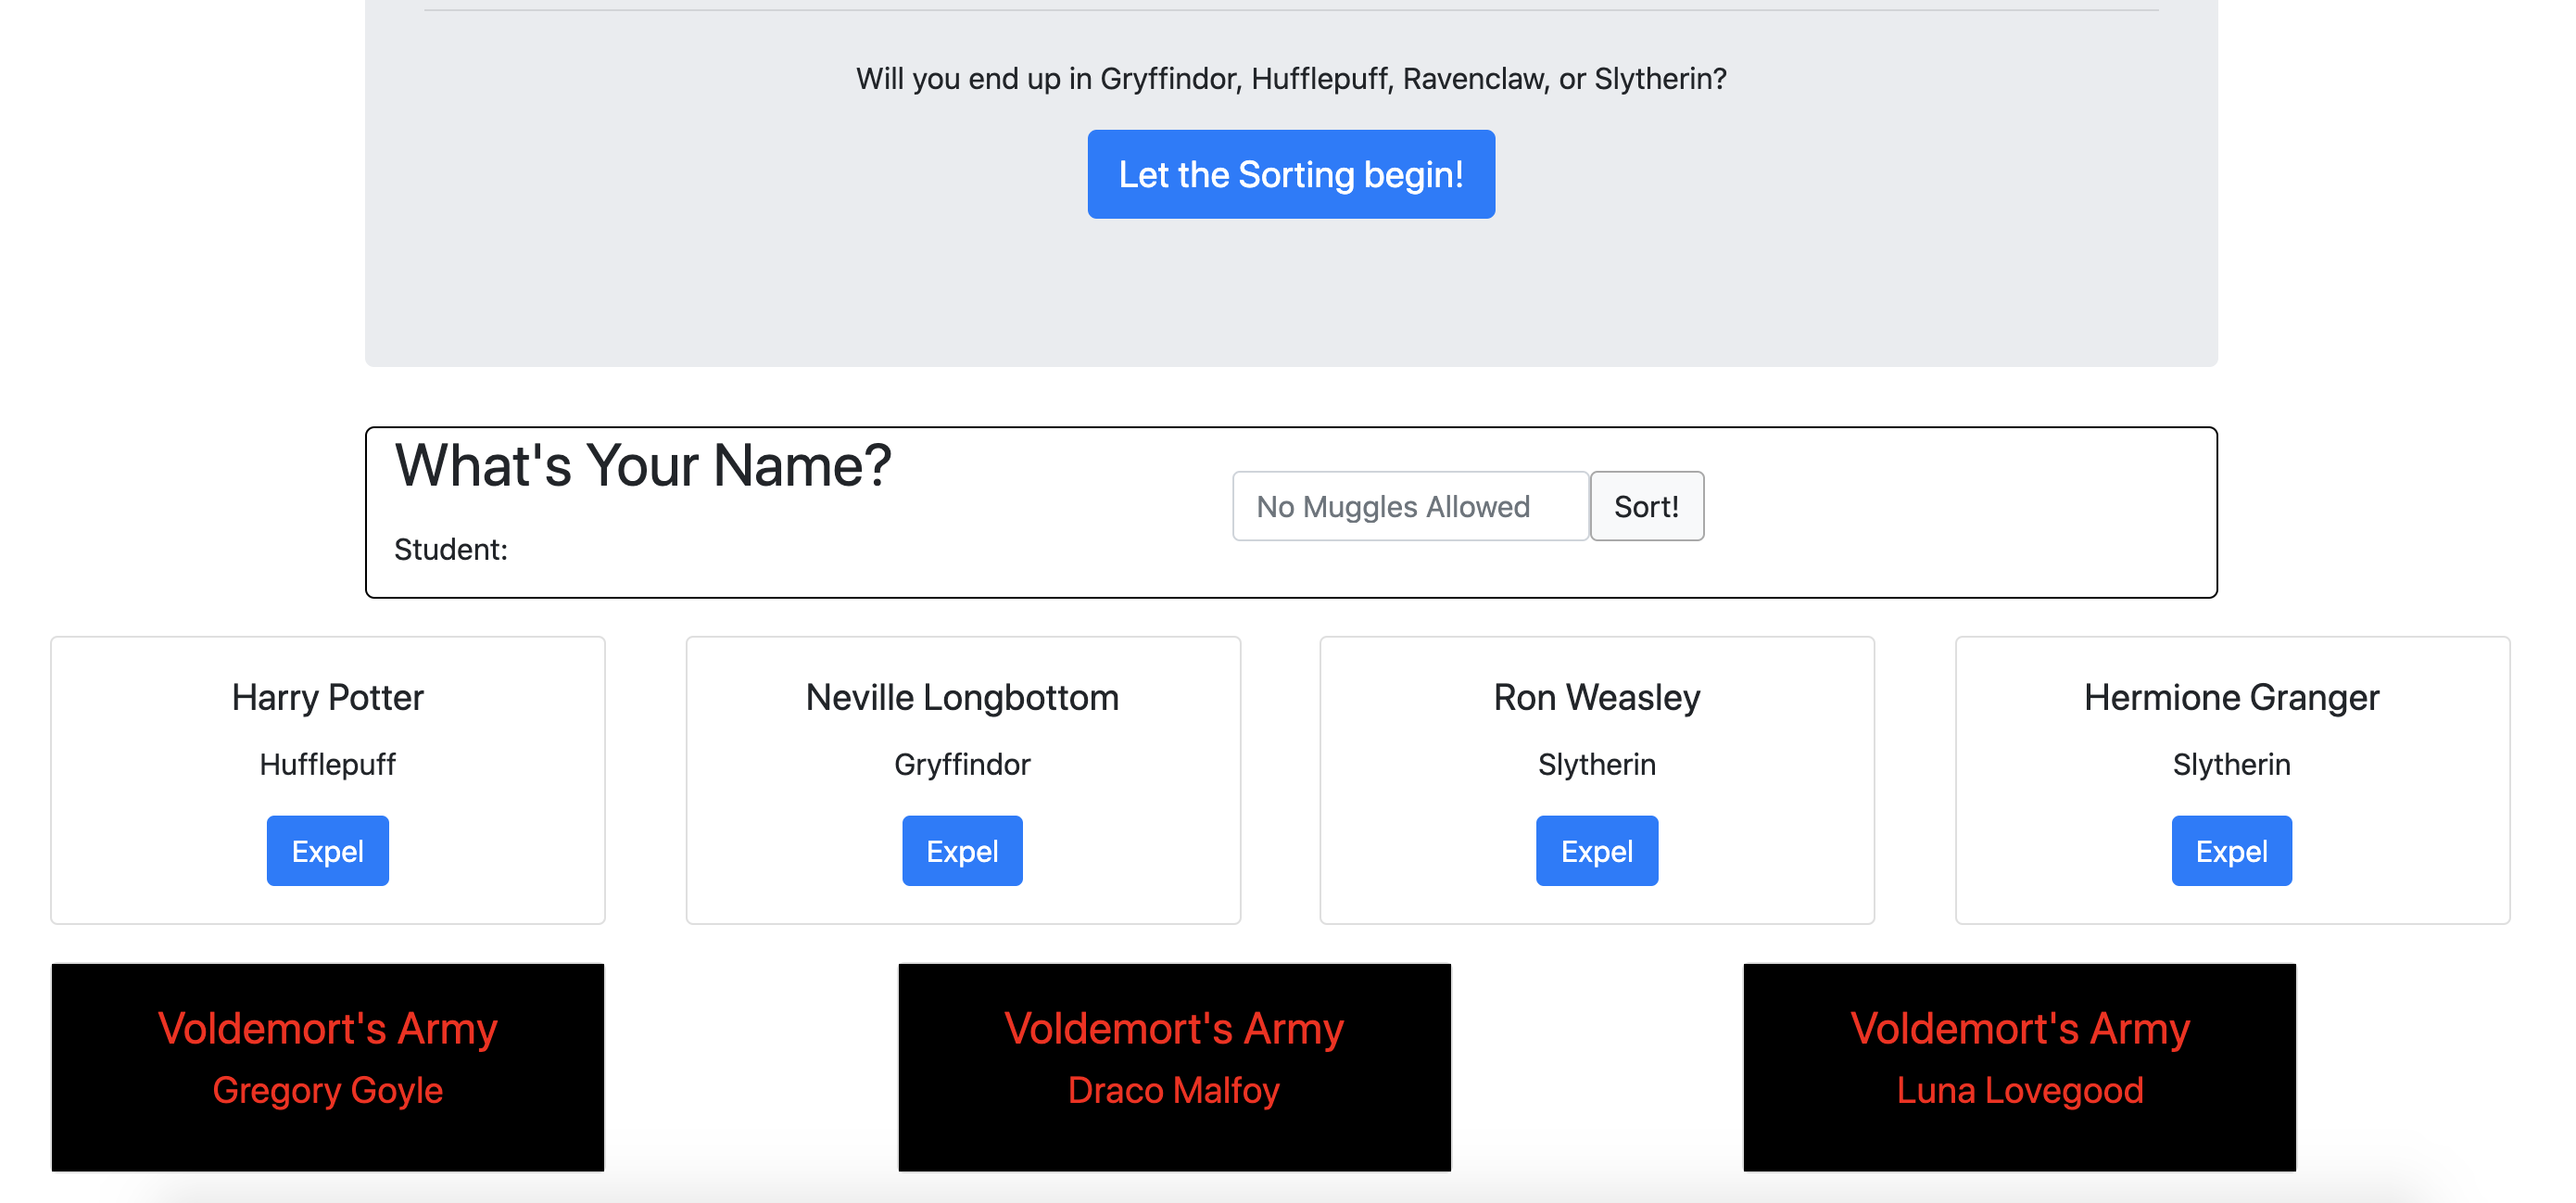 Will you end up in Gryffindor, Hufflepuff, Ravenclaw, or Slytherin?
Let the Sorting begin!
What's Your Name?
No Muggles Allowed
Sort!
Student:
Harry Potter
Hufflepuff
Expel
Neville Longbottom
Gryffindor
Expel
Ron Weasley
Slytherin
Expel
Hermione Granger
Slytherin
Expel
Voldemort's Army
Gregory Goyle
Voldemort's Army
Draco Malfoy
Voldemort's Army
Luna Lovegood